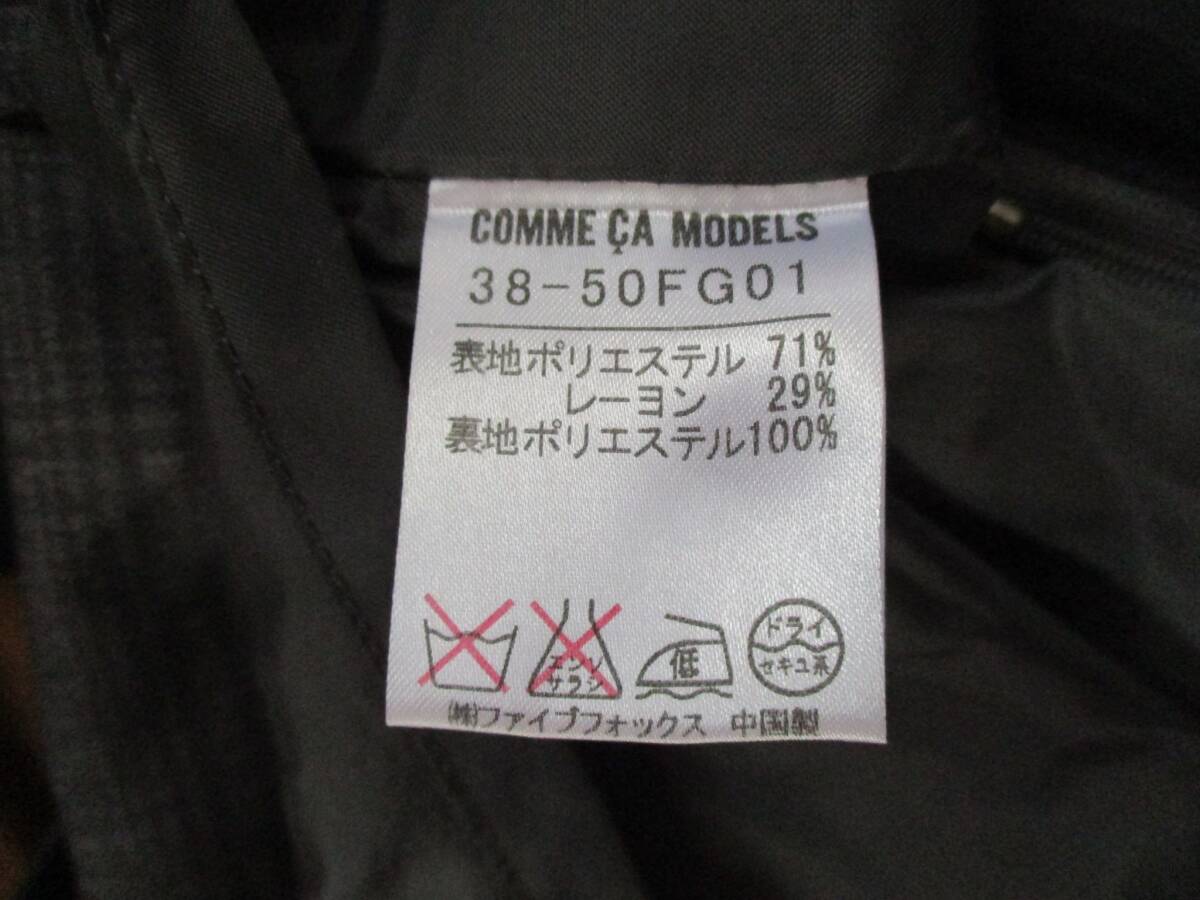 COMME ÇA MODELS
38-50FG01
表地ポリエステル 71%
レーヨン 29%
裏地ポリエステル100%
エンソ
サラシ
低
ドライ
セキユ系
㈱ファイブフォックス 中国製